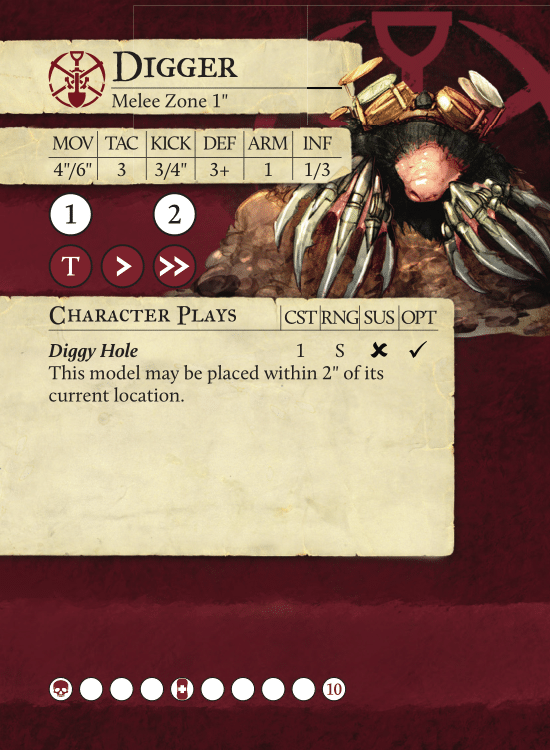 Digger
Melee Zone 1"
MOV TAC KICK DEF ARM INF
4"/6" 3 3/4" 3+ 1 1/3
1 2
T > >>
Character Plays CST RNG SUS OPT
Diggy Hole 1 S ✘ ✓
This model may be placed within 2" of its
current location.
10